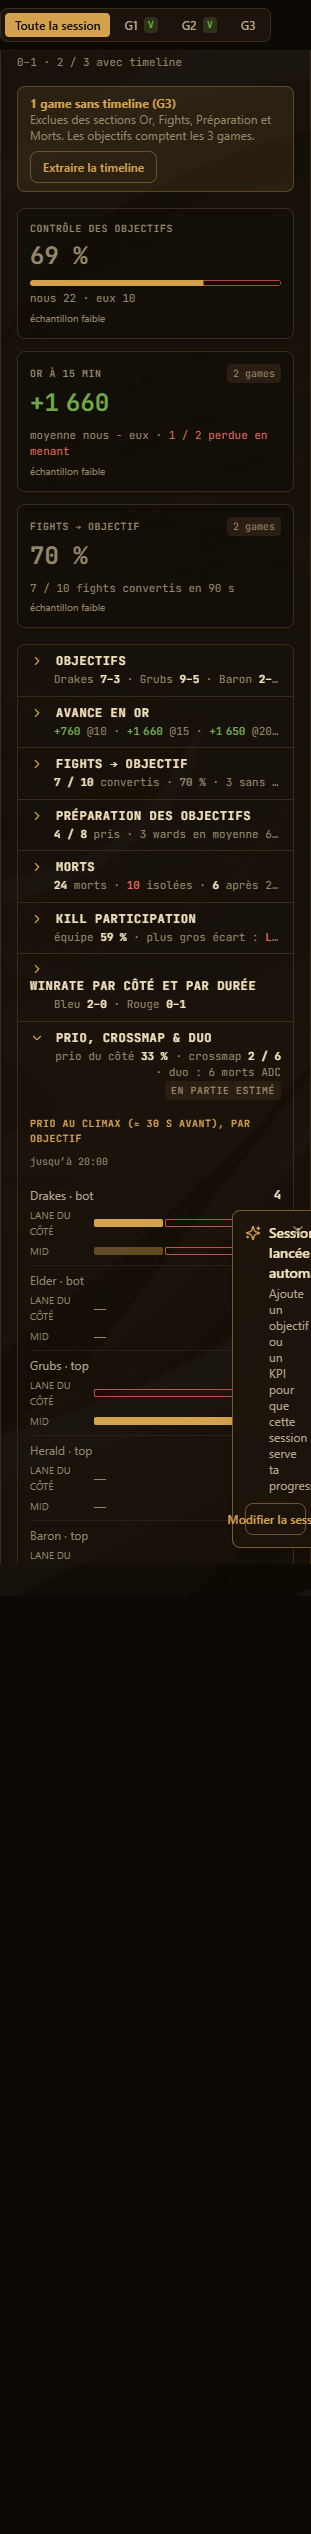 Toute la session G1 V G2 V G3
0–1 · 2 / 3 avec timeline
1 game sans timeline (G3)
Exclues des sections Or, Fights, Préparation et
Morts. Les objectifs comptent les 3 games.
Extraire la timeline
CONTRÔLE DES OBJECTIFS
69 %
nous 22 · eux 10
échantillon faible
OR À 15 MIN 2 games
+1 660
moyenne nous - eux · 1 / 2 perdue en
menant
échantillon faible
FIGHTS → OBJECTIF 2 games
70 %
7 / 10 fights convertis en 90 s
échantillon faible
OBJECTIFS
Drakes 7–3 · Grubs 9–5 · Baron 2–…
AVANCE EN OR
+760 @10 · +1 660 @15 · +1 650 @20…
FIGHTS → OBJECTIF
7 / 10 convertis · 70 % · 3 sans …
PRÉPARATION DES OBJECTIFS
4 / 8 pris · 3 wards en moyenne 6…
MORTS
24 morts · 10 isolées · 6 après 2…
KILL PARTICIPATION
équipe 59 % · plus gros écart : L…
WINRATE PAR CÔTÉ ET PAR DURÉE
Bleu 2–0 · Rouge 0–1
PRIO, CROSSMAP & DUO
prio du côté 33 % · crossmap 2 / 6
· duo : 6 morts ADC
EN PARTIE ESTIMÉ
PRIO AU CLIMAX (≈ 30 S AVANT), PAR
OBJECTIF
jusqu'à 20:00
Drakes · bot 4
LANE DU
CÔTÉ
MID
Elder · bot
LANE DU
CÔTÉ —
MID —
Grubs · top
LANE DU
CÔTÉ
MID
Herald · top
LANE DU
CÔTÉ —
MID —
Baron · top
LANE DU
Session
lancée
autom
Ajoute
un
objectif
ou
un
KPI
pour
que
cette
session
serve
ta
progres
Modifier la sess